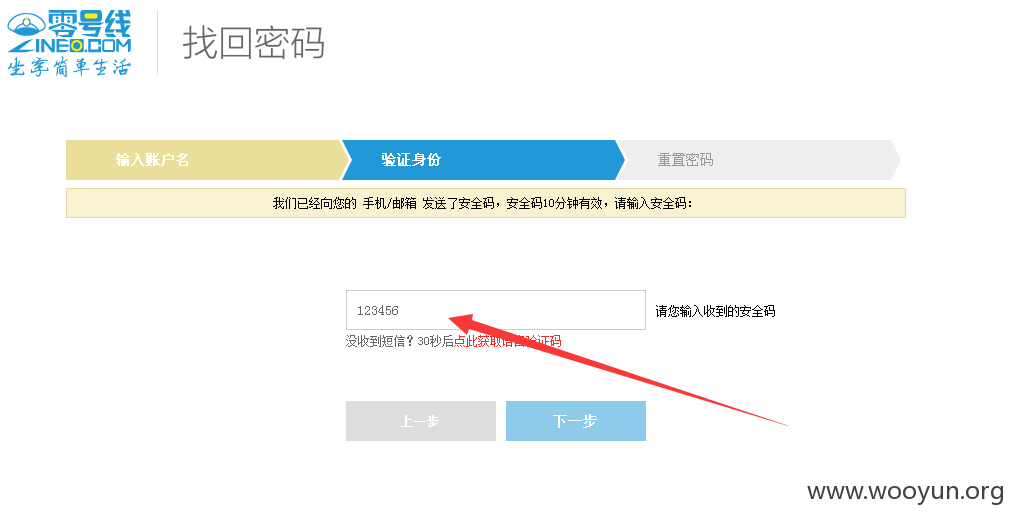 零号线
ZINEO.COM
坐享简单生活
找回密码
输入账户名
验证身份
重置密码
我们已经向您的 手机/邮箱 发送了安全码，安全码10分钟有效，请输入安全码：
123456
请您输入收到的安全码
没收到短信？30秒后点此获取语音验证码
上一步
下一步
www.wooyun.org